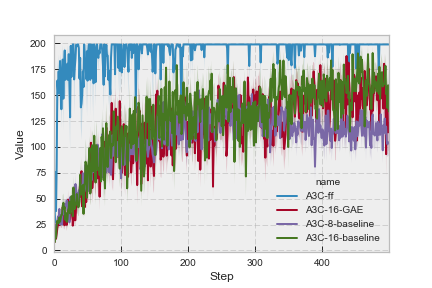 200
175
150
125
100
75
50
25
0
Value
0 100 200 300 400
Step
name
A3C-ff
A3C-16-GAE
A3C-8-baseline
A3C-16-baseline